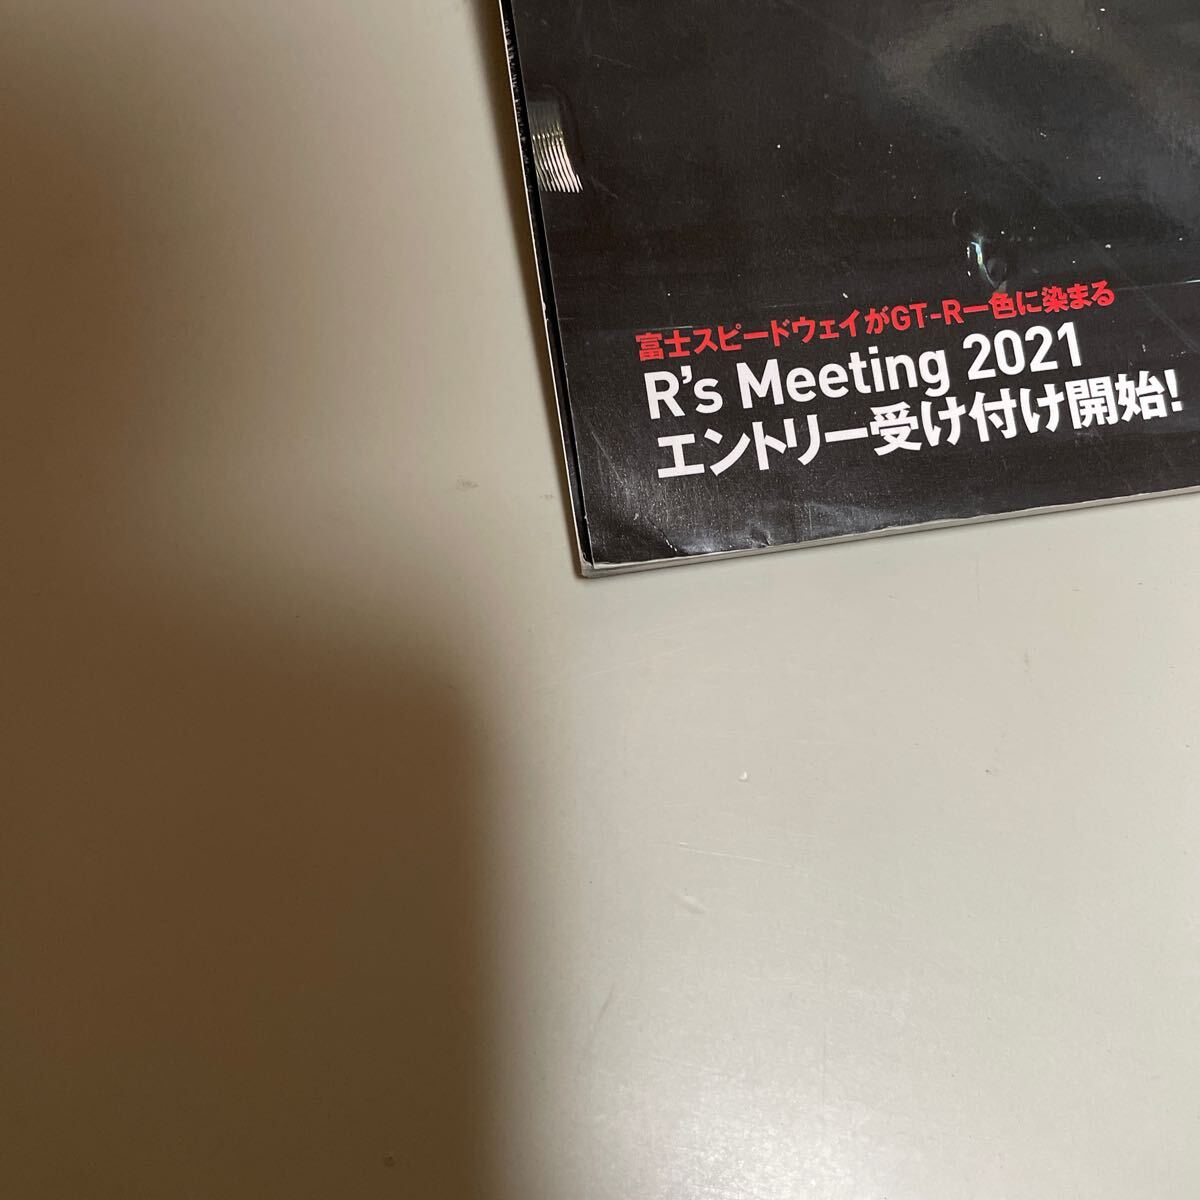 富士スピードウェイがGT-R一色に染まる
R's Meeting 2021
エントリー受け付け開始!